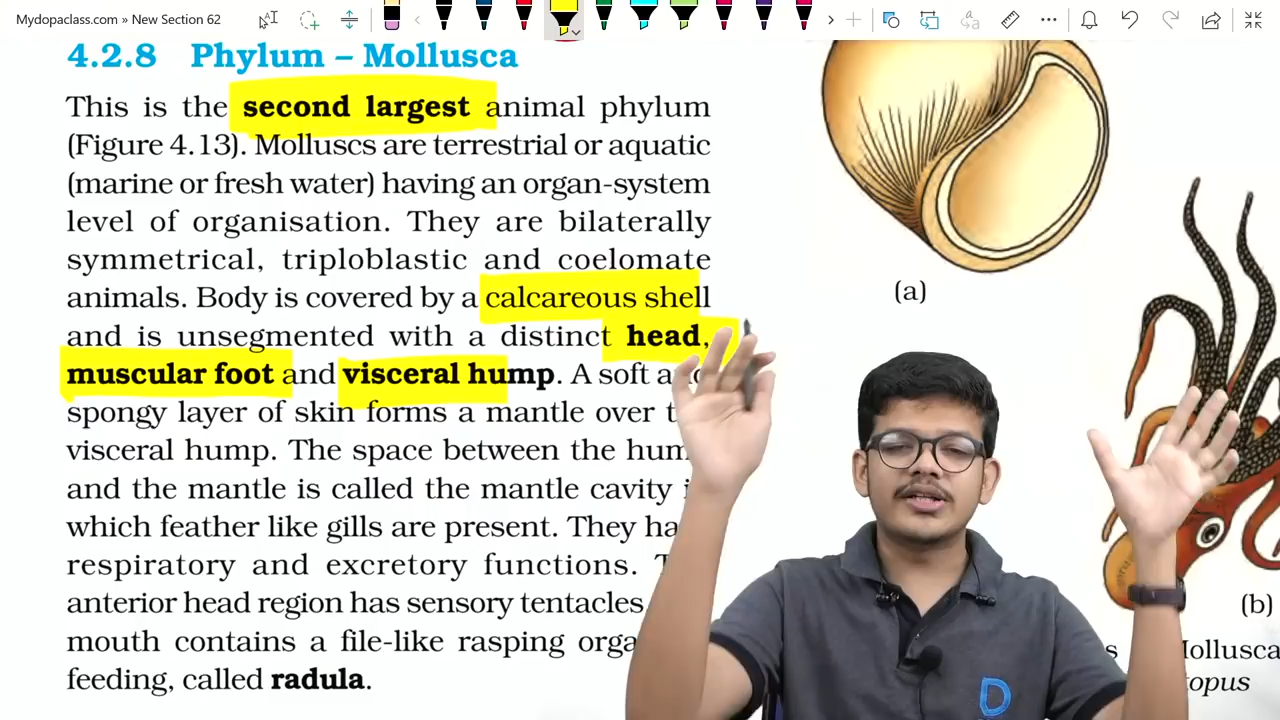 Mydopaclass.com » New Section 62
4.2.8 Phylum – Mollusca
This is the second largest animal phylum
(Figure 4.13). Molluscs are terrestrial or aquatic
(marine or fresh water) having an organ-system
level of organisation. They are bilaterally
symmetrical, triploblastic and coelomate
animals. Body is covered by a calcareous shell
and is unsegmented with a distinct head,
muscular foot and visceral hump. A soft
spongy layer of skin forms a mantle over
visceral hump. The space between the
and the mantle is called the mantle cavity
which feather like gills are present. They
respiratory and excretory functions.
anterior head region has sensory tentacles.
mouth contains a file-like rasping
feeding, called radula.
(a)
(b)
D